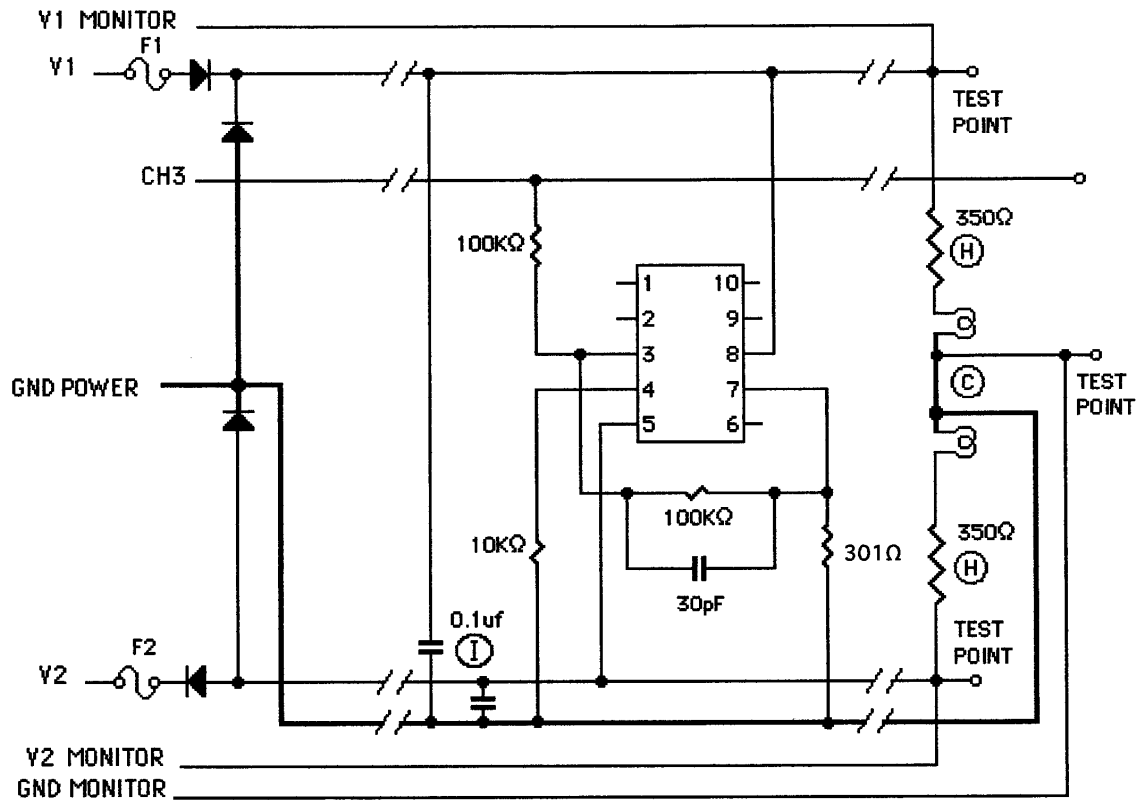 V1 MONITOR
F1
V1
TEST
POINT
CH3
350Ω
100KΩ
H
1 10
2 9
3 8
GND POWER
4 7
C
TEST
POINT
5 6
100KΩ
350Ω
10KΩ
301Ω
H
30pF
0.1uf
TEST
POINT
F2
I
V2
V2 MONITOR
GND MONITOR